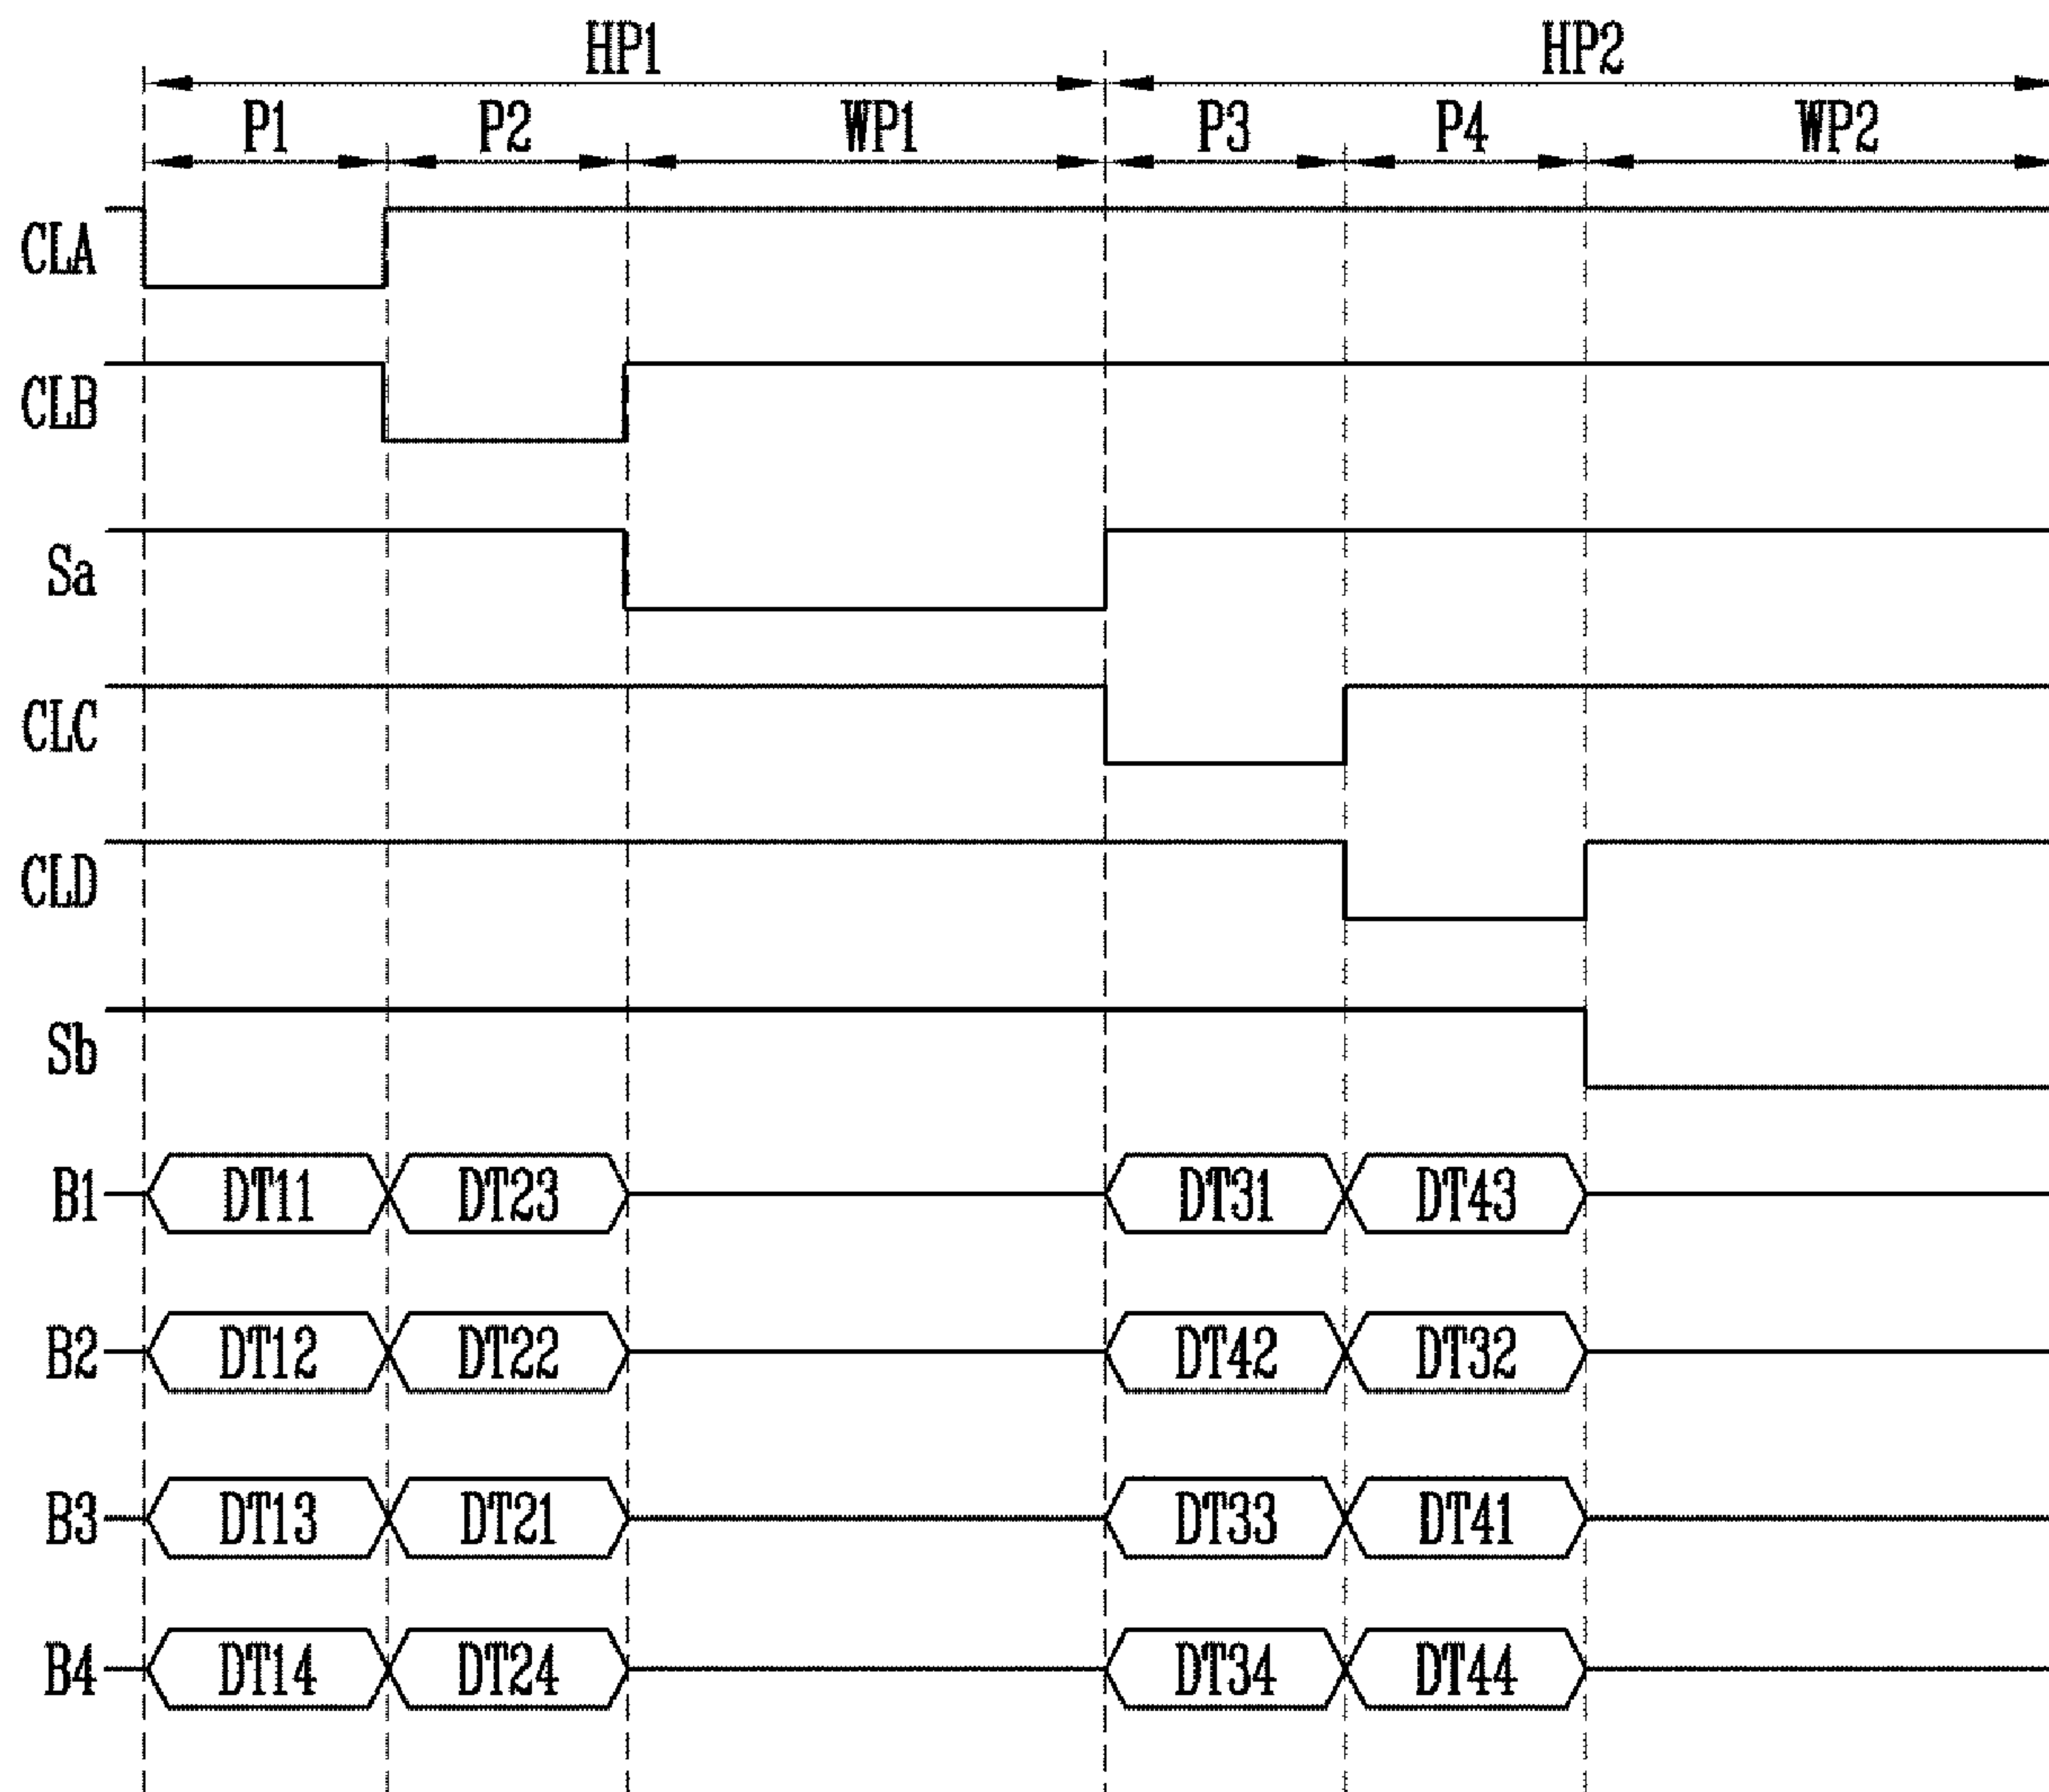 HP1 HP2
P1 P2 WP1 P3 P4 WP2
CLA
CLB
Sa
CLC
CLD
Sb
B1 DT11 DT23 DT31 DT43
B2 DT12 DT22 DT42 DT32
B3 DT13 DT21 DT33 DT41
B4 DT14 DT24 DT34 DT44